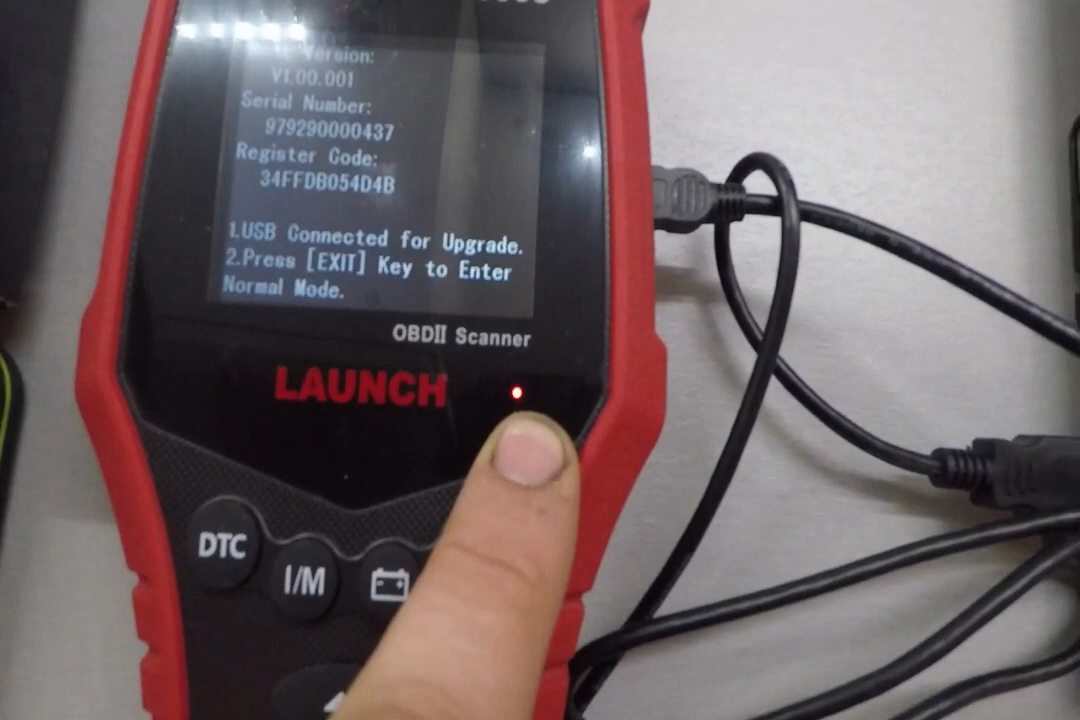 Version:
V1.00.001
Serial Number:
979290000437
Register Code:
34FFDB054D4B
1.USB Connected for Upgrade.
2.Press [EXIT] Key to Enter
Normal Mode.
OBDII Scanner
LAUNCH
DTC
I/M